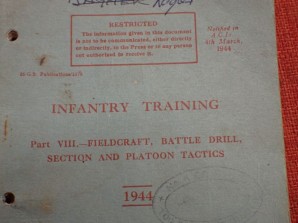 RESTRICTED
The information given in this document
is not to be communicated, either directly
or indirectly, to the Press or to any person
not authorized to receive it.
Notified in
A.C.I.
4th March,
1944
INFANTRY TRAINING
Part VIII.—FIELDCRAFT, BATTLE DRILL,
SECTION AND PLATOON TACTICS
1944